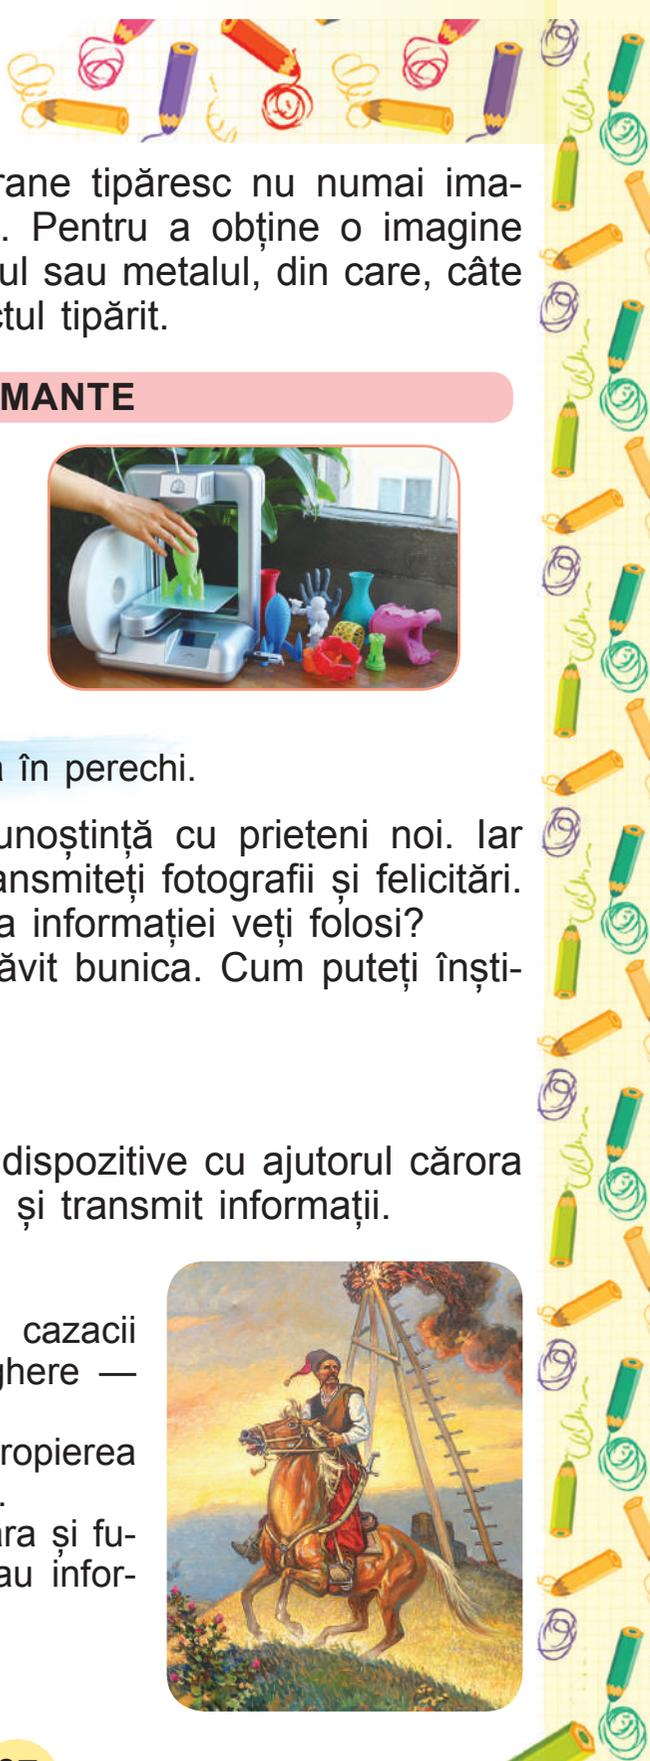 rane tipăresc nu numai ima-
. Pentru a obține o imagine
ul sau metalul, din care, câte
ctul tipărit.
MANTE
a în perechi.
unoștință cu prieteni noi. Iar
ansmiteți fotografii și felicitări.
a informației veți folosi?
ăvit bunica. Cum puteți înști-
dispozitive cu ajutorul cărora
și transmit informații.
cazacii
ghere —
ropierea
.
ara și fu-
au infor-